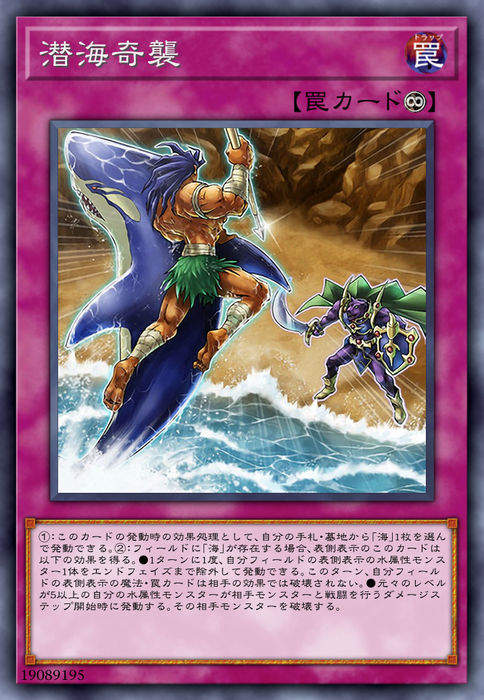 潜海奇襲
トラップ
罠
【罠カード】
①:このカードの発動時の効果処理として、自分の手札・墓地から「海」1枚を選ん
で発動できる。②:フィールドに「海」が存在する場合、表側表示のこのカードは
以下の効果を得る。●1ターンに1度、自分フィールドの表側表示の水属性モンス
ター1体をエンドフェイズまで除外して発動できる。このターン、自分フィール
ドの表側表示の魔法・罠カードは相手の効果では破壊されない。●元々のレベル
が5以上の自分の水属性モンスターが相手モンスターと戦闘を行うダメージス
テップ開始時に発動する。その相手モンスターを破壊する。
19089195